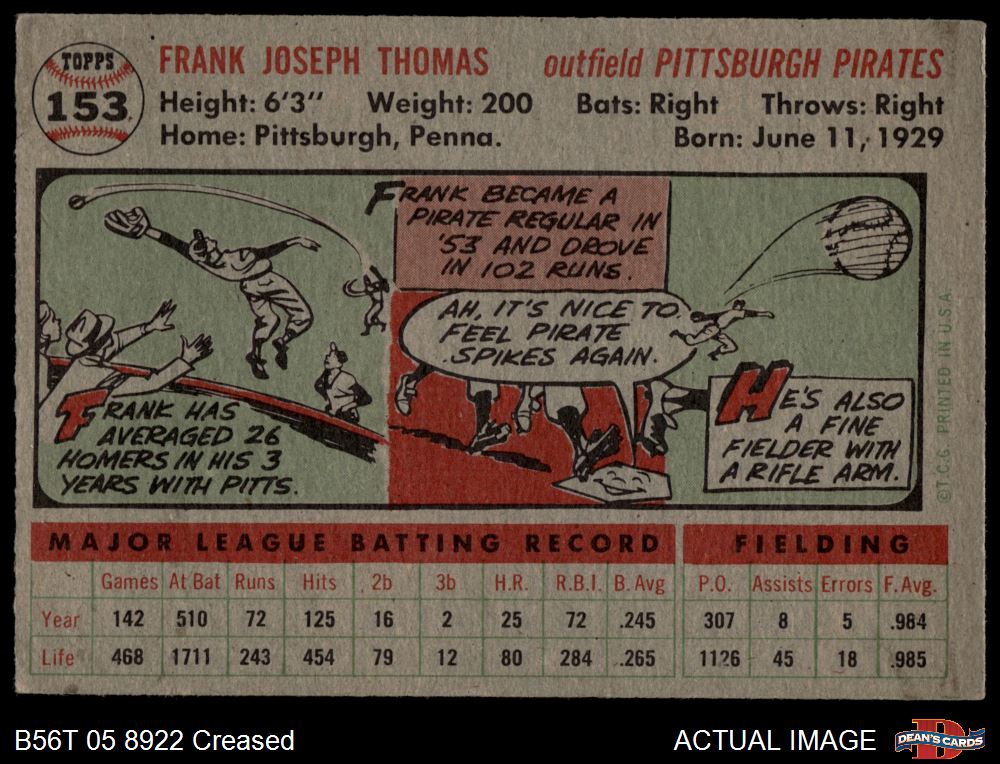 TOPPS
153
FRANK JOSEPH THOMAS outfield PITTSBURGH PIRATES
Height: 6'3" Weight: 200 Bats: Right Throws: Right
Home: Pittsburgh, Penna. Born: June 11, 1929
FRANK BECAME A
PIRATE REGULAR IN
'53 AND DROVE
IN 102 RUNS.
AH, IT'S NICE TO
FEEL PIRATE
SPIKES AGAIN.
FRANK HAS
AVERAGED 26
HOMERS IN HIS 3
YEARS WITH PITTS.
HE'S ALSO
A FINE
FIELDER WITH
A RIFLE ARM.
©T.C.G. PRINTED IN U.S.A.
MAJOR LEAGUE BATTING RECORD FIELDING
Games At Bat Runs Hits 2b 3b H.R. R.B.I. B. Avg P.O. Assists Errors F. Avg.
Year 142 510 72 125 16 2 25 72 .245 307 8 5 .984
Life 468 1711 243 454 79 12 80 284 .265 1126 45 18 .985
B56T 05 8922 Creased ACTUAL IMAGE
D
DEAN'S CARDS